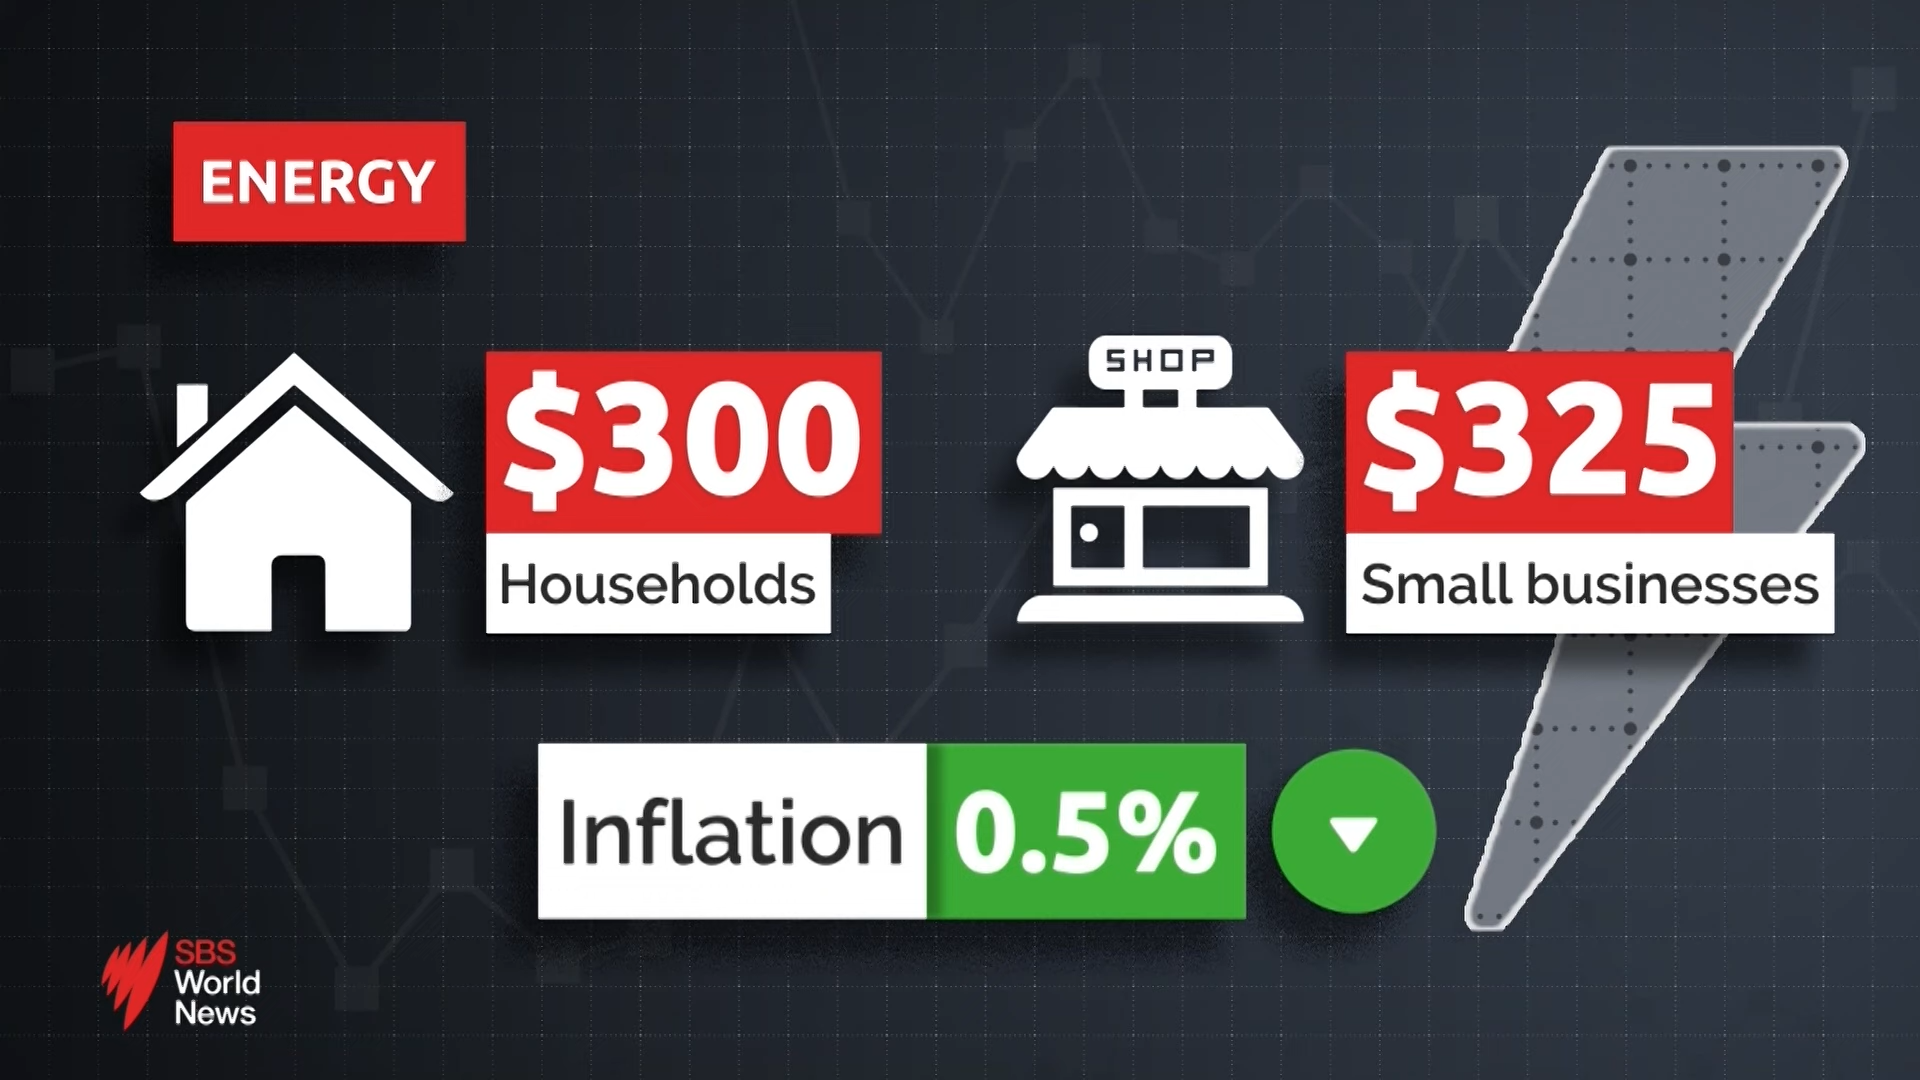 ENERGY
$300
Households
SHOP
$325
Small businesses
Inflation 0.5%
SBS
World
News